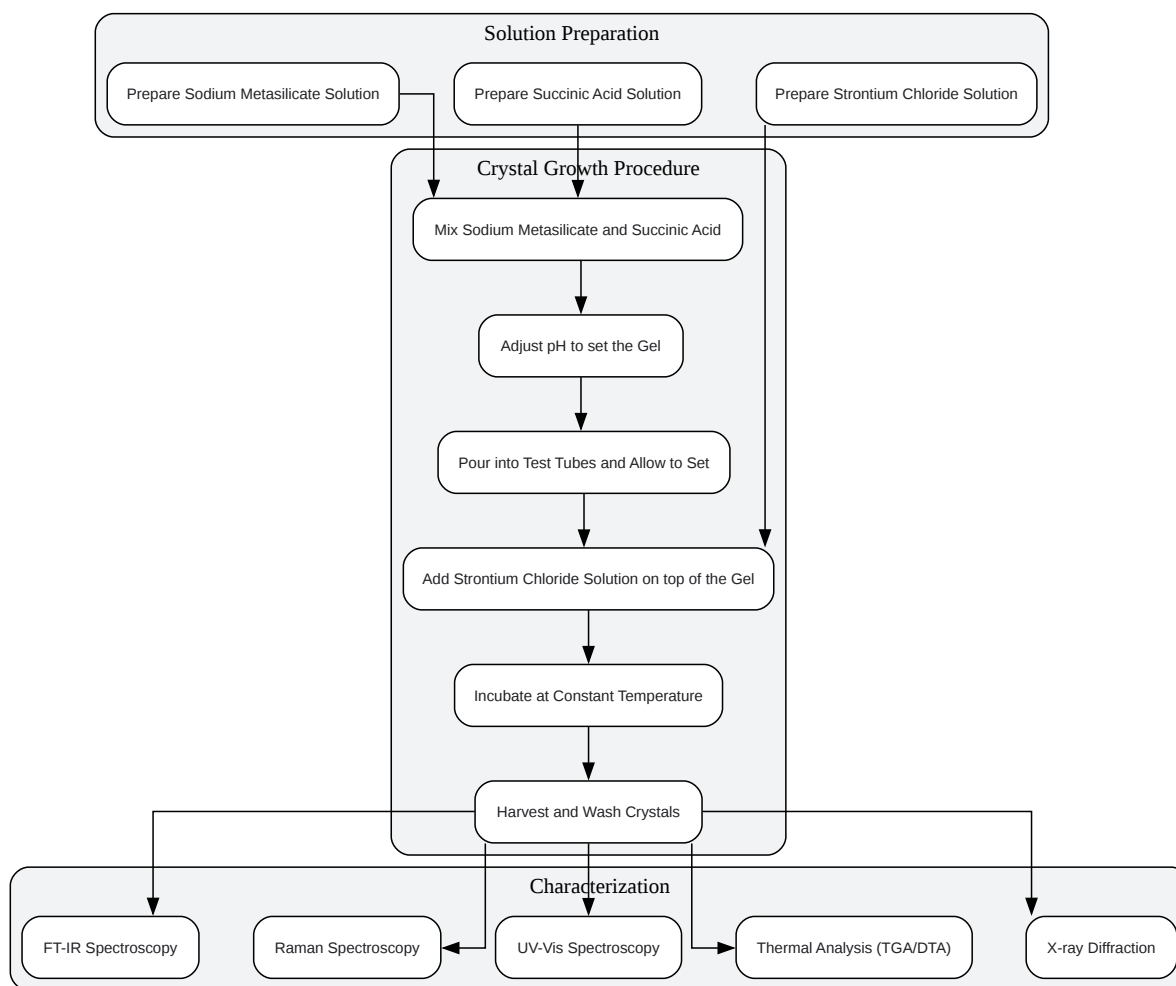 Solution Preparation
Prepare Sodium Metasilicate Solution
Prepare Succinic Acid Solution
Prepare Strontium Chloride Solution
Crystal Growth Procedure
Mix Sodium Metasilicate and Succinic Acid
Adjust pH to set the Gel
Pour into Test Tubes and Allow to Set
Add Strontium Chloride Solution on top of the Gel
Incubate at Constant Temperature
Harvest and Wash Crystals
Characterization
FT-IR Spectroscopy
Raman Spectroscopy
UV-Vis Spectroscopy
Thermal Analysis (TGA/DTA)
X-ray Diffraction